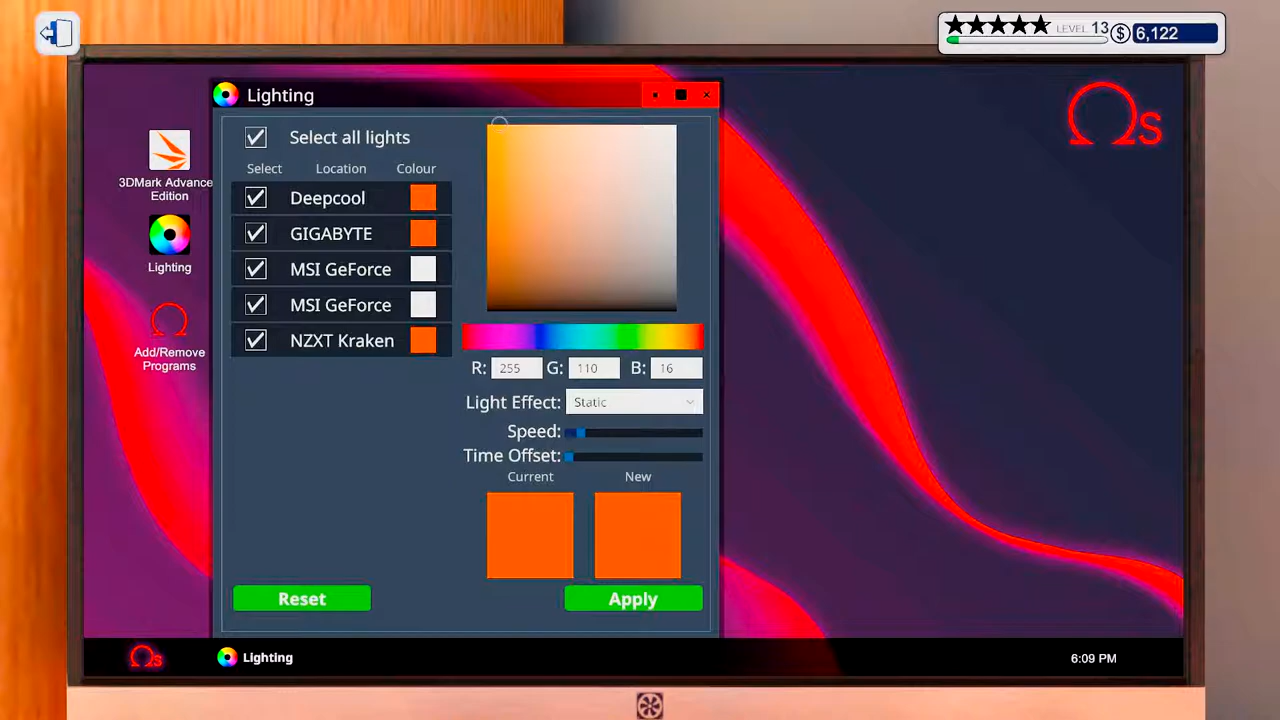 LEVEL 13
$ 6,122
Lighting
Ωs
Select all lights
Select Location Colour
Deepcool
GIGABYTE
MSI GeForce
MSI GeForce
NZXT Kraken
3DMark Advance
Edition
Lighting
Add/Remove
Programs
R: 255 G: 110 B: 16
Light Effect: Static
Speed:
Time Offset:
Current New
Reset Apply
Ωs Lighting 6:09 PM